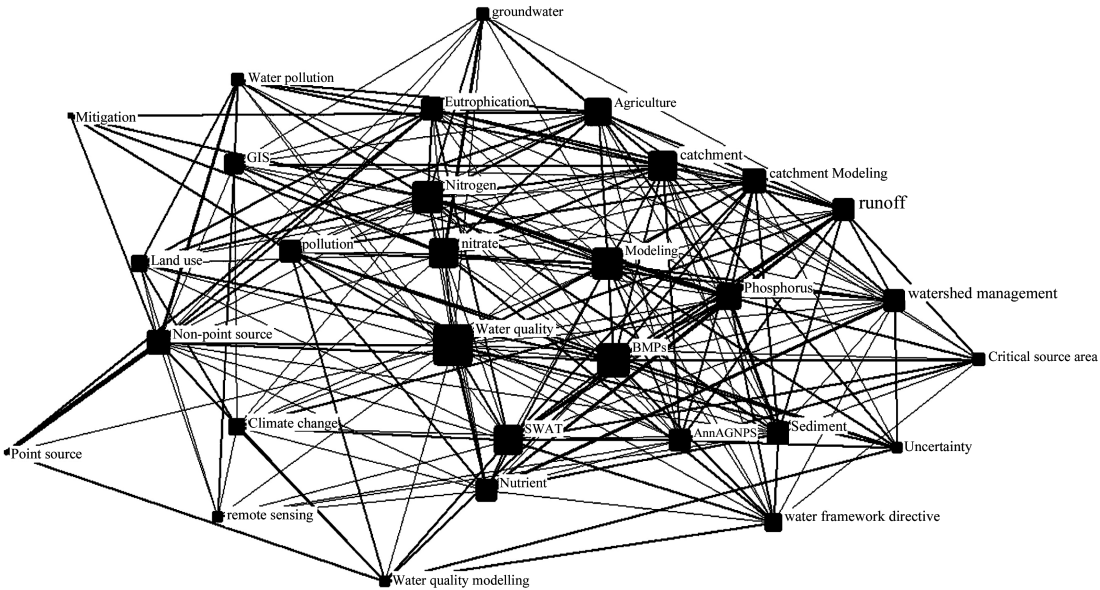 groundwater
Water pollution
Eutrophication
Agriculture
Mitigation
GIS
catchment
catchment Modeling
Nitrogen
runoff
pollution
nitrate
Modeling
Land use
Phosphorus
watershed management
Non-point source
Water quality
BMPs
Critical source area
Climate change
SWAT
AnnAGNPS
Sediment
Point source
Uncertainty
Nutrient
remote sensing
water framework directive
Water quality modelling